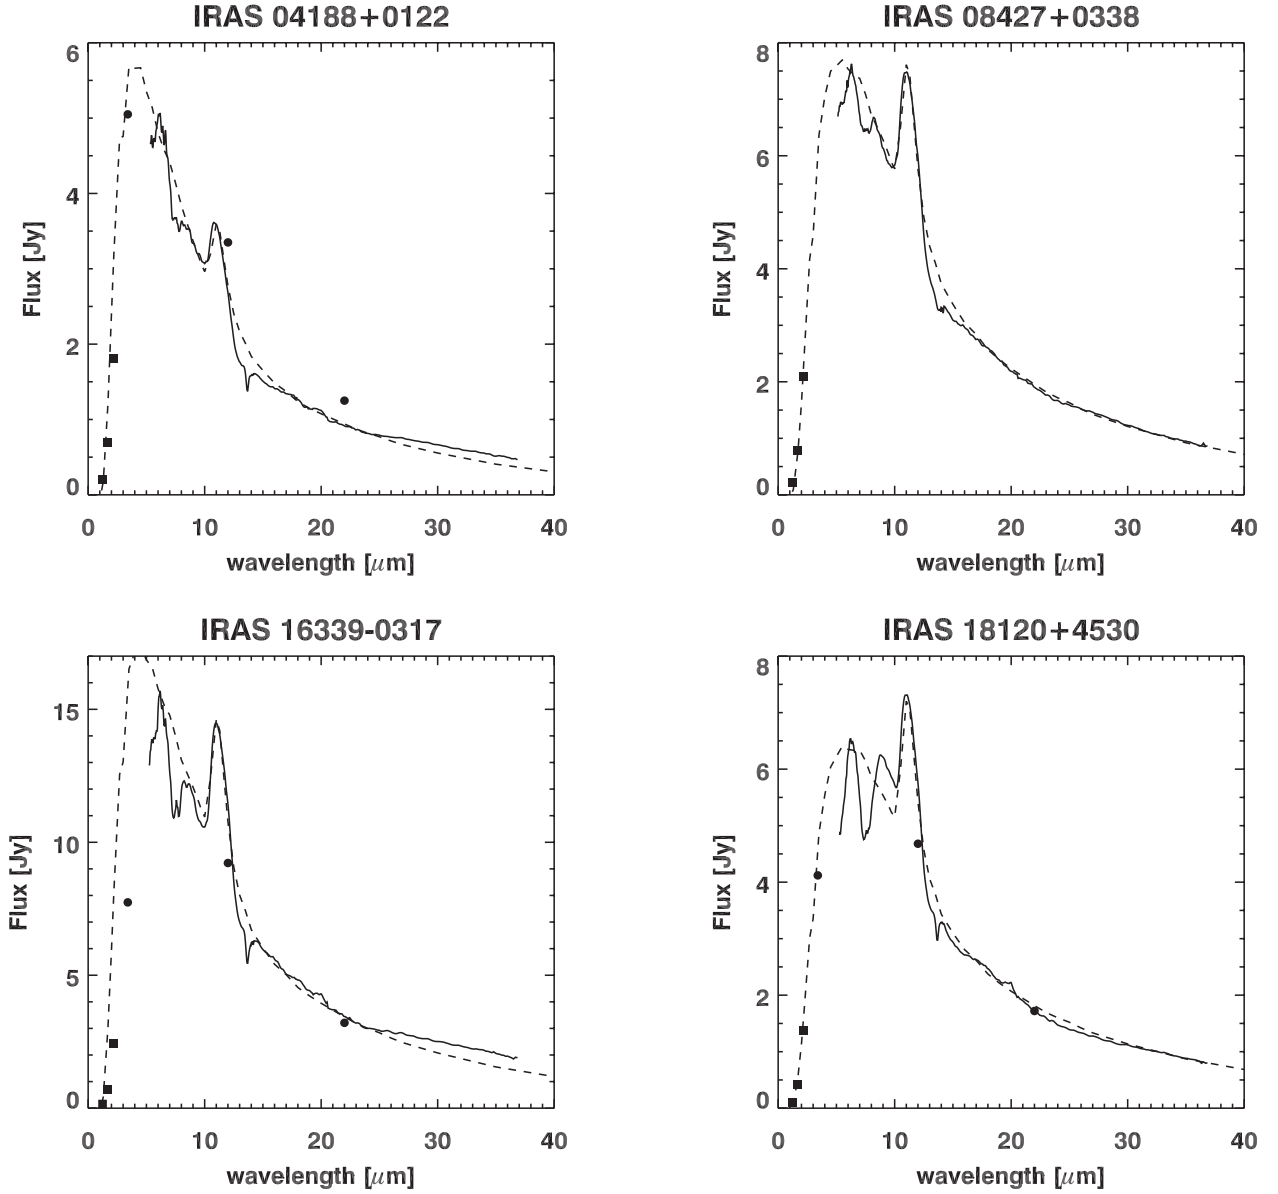 IRAS 04188+0122
IRAS 08427+0338
6
4
2
0
Flux [Jy]
0 10 20 30 40
wavelength [μm]
8
6
4
2
0
Flux [Jy]
0 10 20 30 40
wavelength [μm]
IRAS 16339-0317
IRAS 18120+4530
15
10
5
0
Flux [Jy]
0 10 20 30 40
wavelength [μm]
8
6
4
2
0
Flux [Jy]
0 10 20 30 40
wavelength [μm]